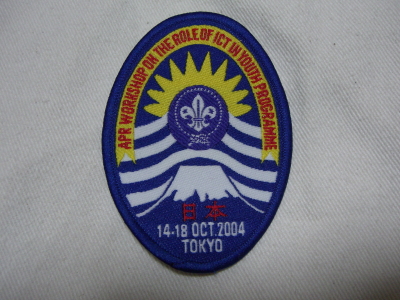 APR WORKSHOP ON THE ROLE OF ICT IN YOUTH PROGRAMME
日本
14-18 OCT.2004
TOKYO